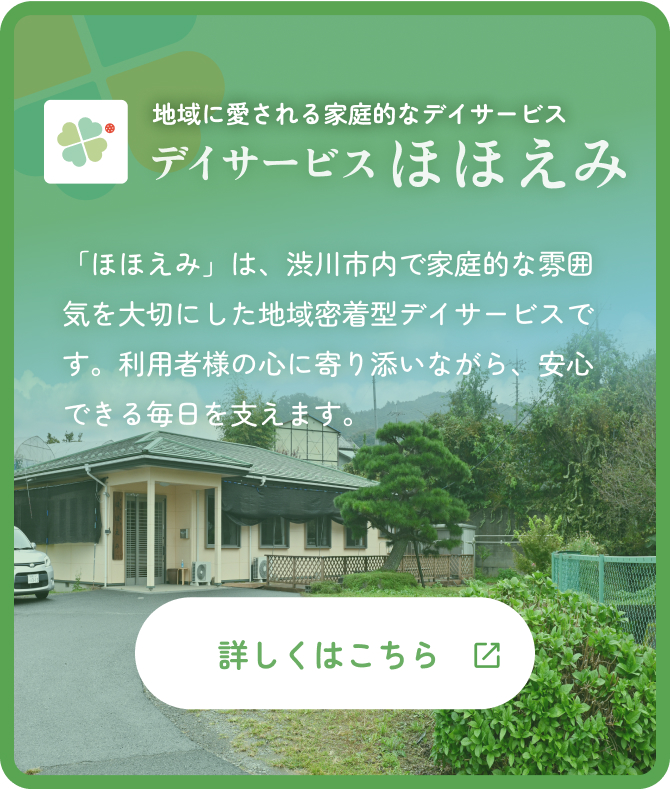 地域に愛される家庭的なデイサービス
デイサービス ほほえみ
「ほほえみ」は、渋川市内で家庭的な雰囲
気を大切にした地域密着型デイサービスで
す。利用者様の心に寄り添いながら、安心
できる毎日を支えます。
詳しくはこちら